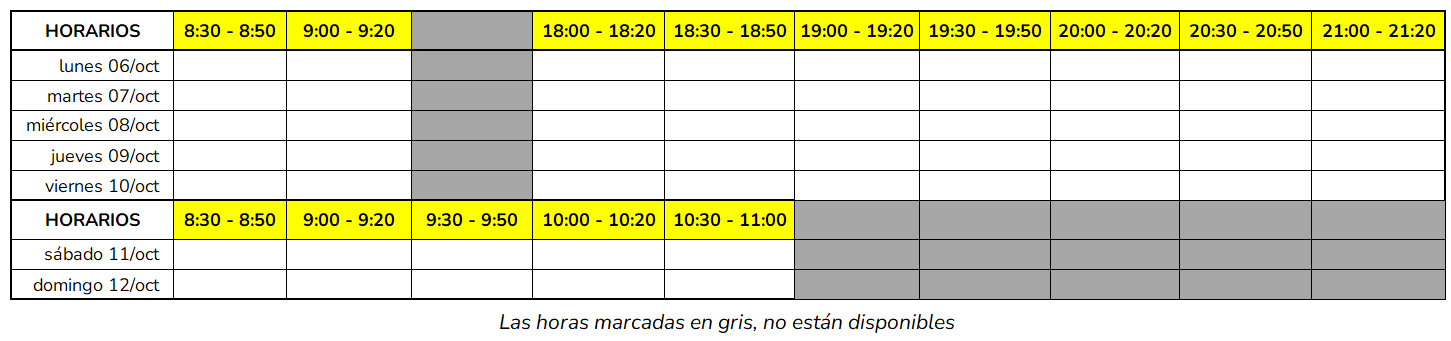 HORARIOS 8:30 - 8:50 9:00 - 9:20 18:00 - 18:20 18:30 - 18:50 19:00 - 19:20 19:30 - 19:50 20:00 - 20:20 20:30 - 20:50 21:00 - 21:20
lunes 06/oct
martes 07/oct
miércoles 08/oct
jueves 09/oct
viernes 10/oct
HORARIOS 8:30 - 8:50 9:00 - 9:20 9:30 - 9:50 10:00 - 10:20 10:30 - 11:00
sábado 11/oct
domingo 12/oct
Las horas marcadas en gris, no están disponibles